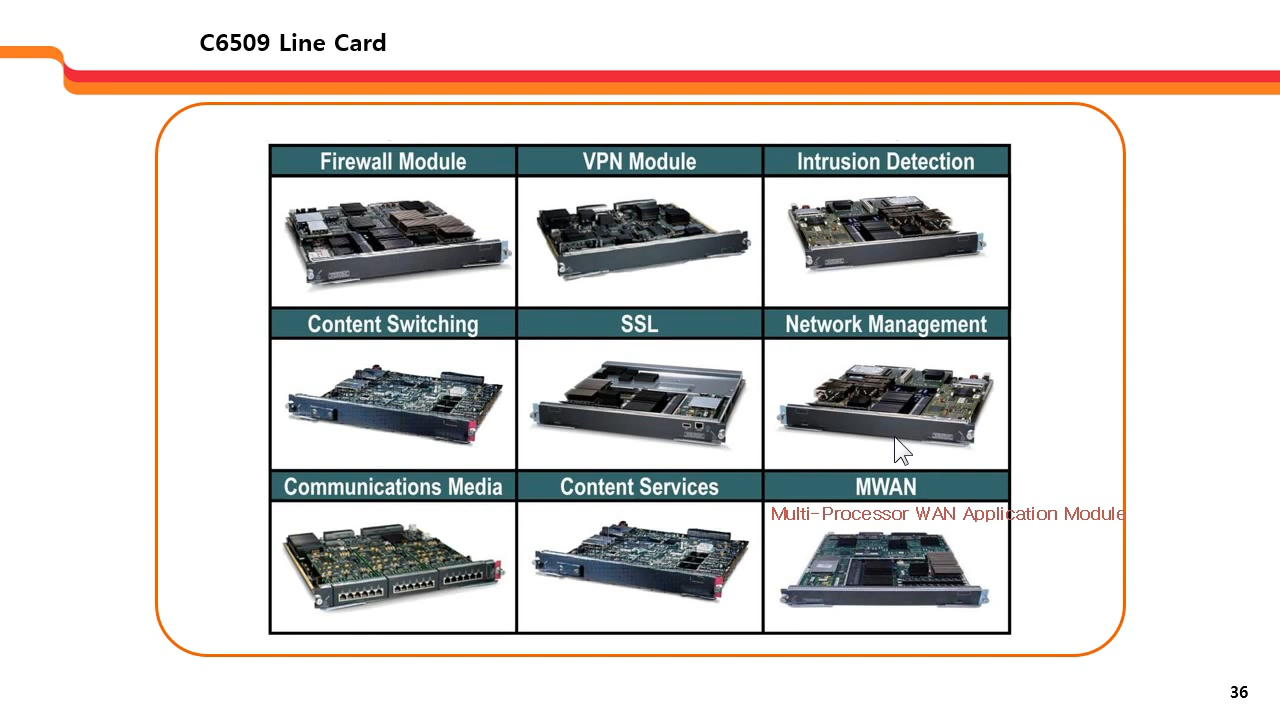 C6509 Line Card
Firewall Module VPN Module Intrusion Detection
Content Switching SSL Network Management
Communications Media Content Services MWAN
Multi-Processor WAN Application Module
36